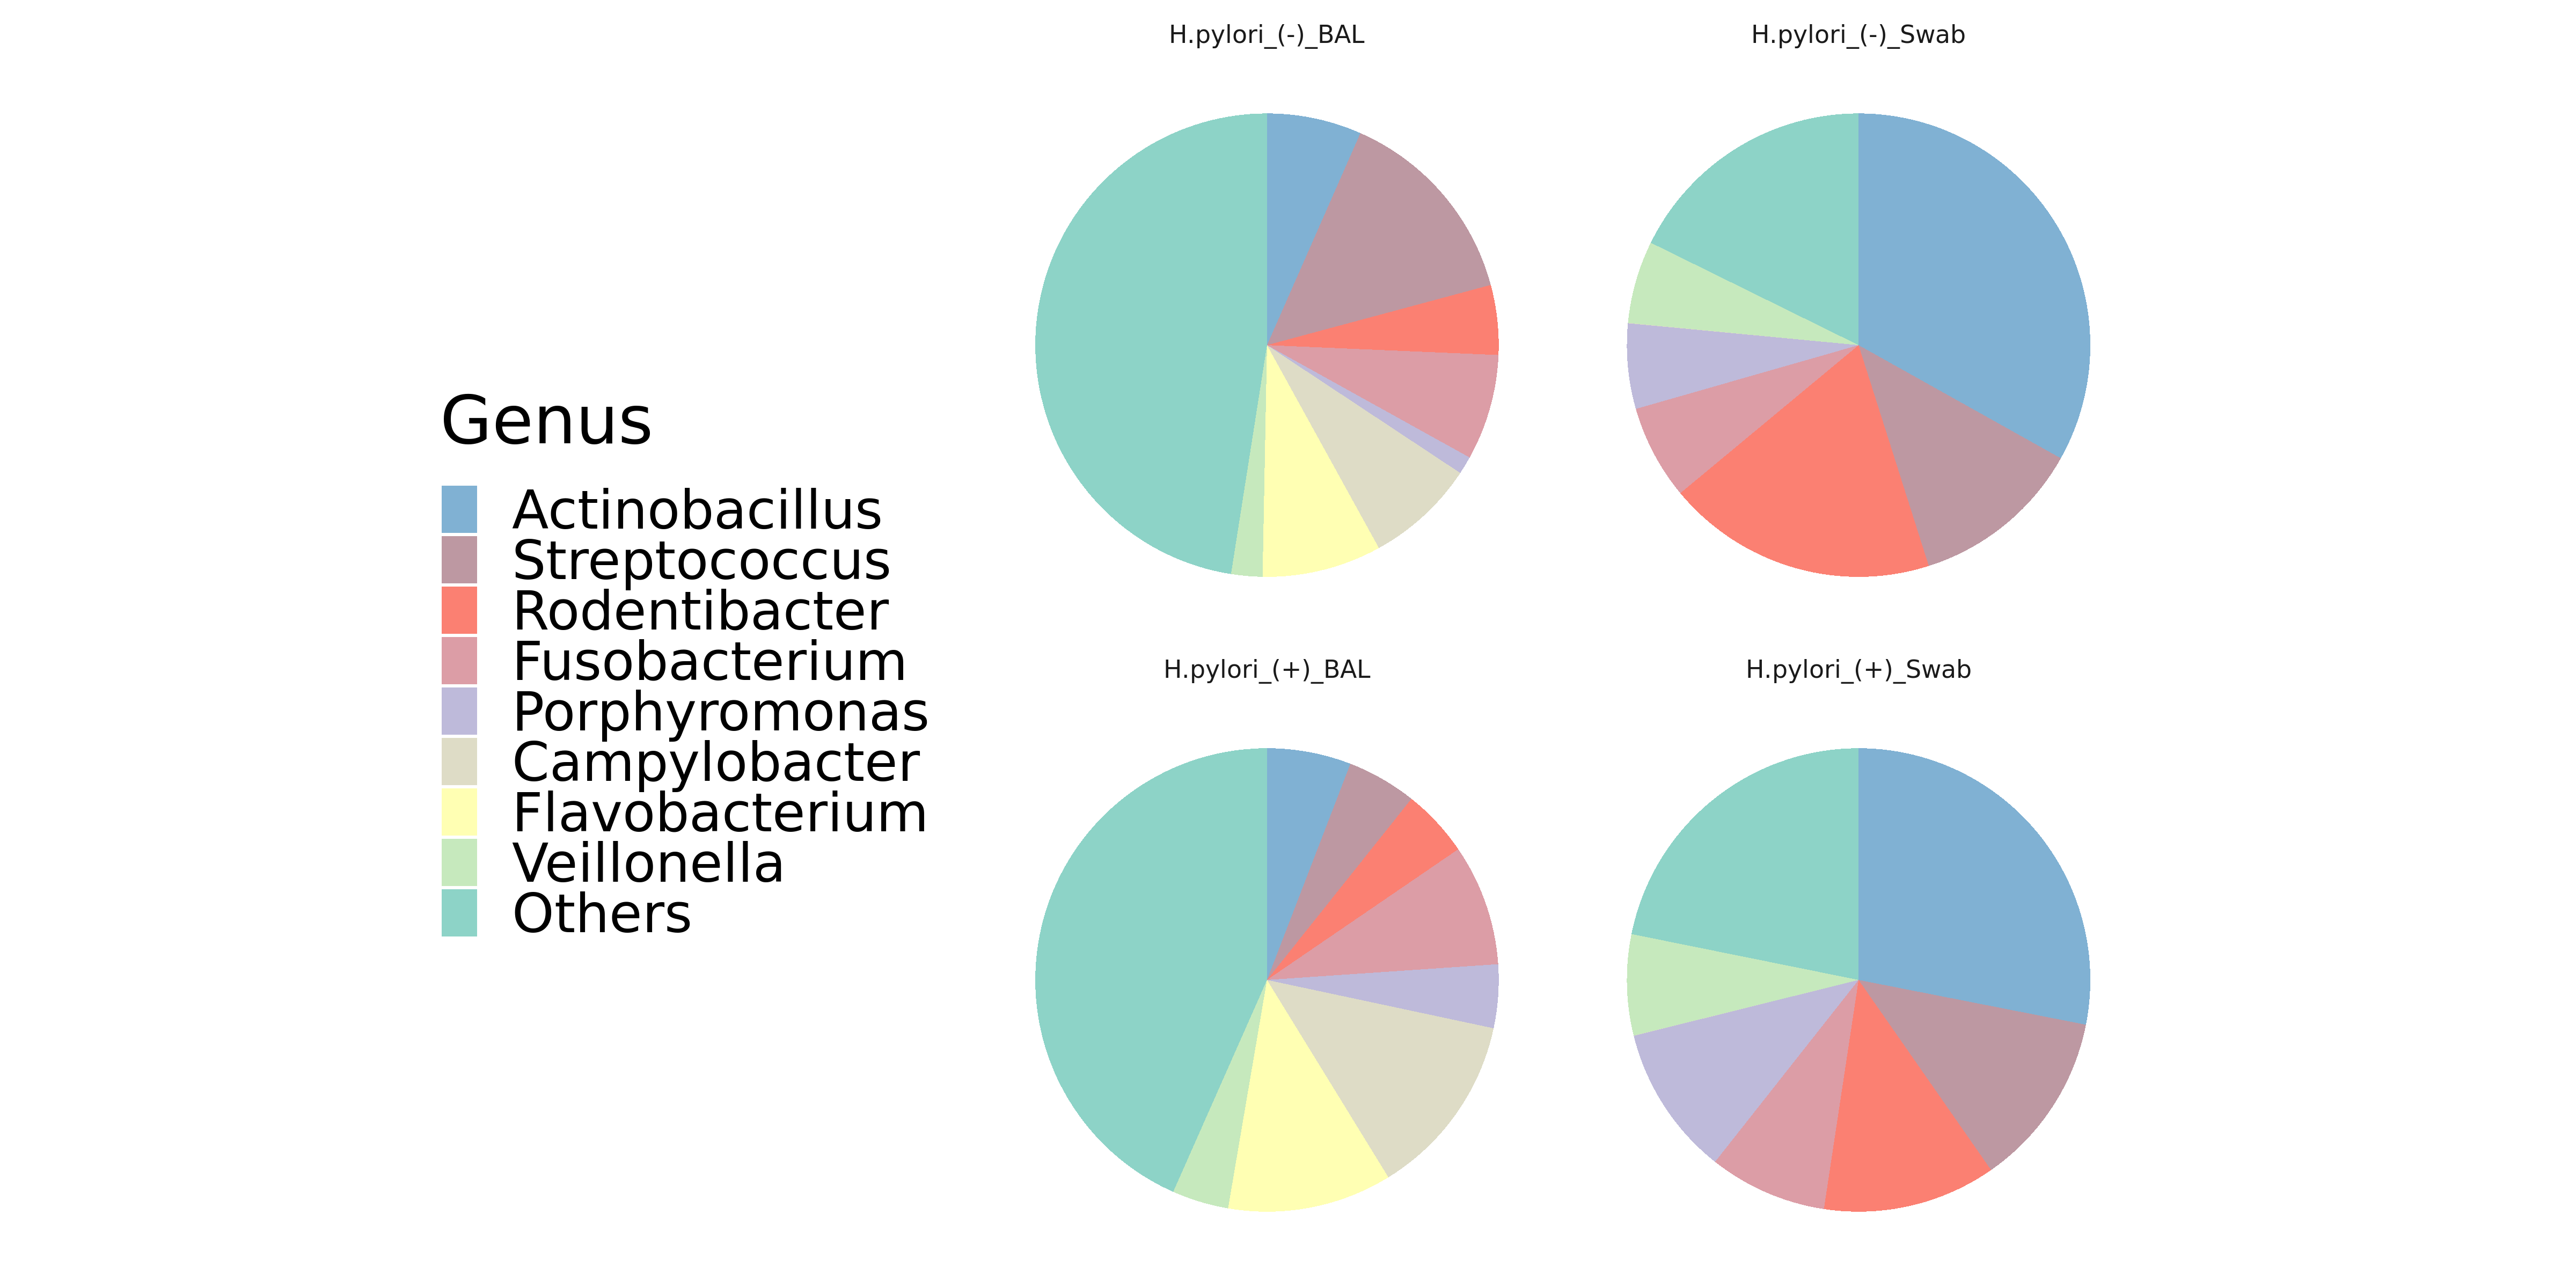 H.pylori_(-)_BAL
H.pylori_(-)_Swab
Genus
Actinobacillus
Streptococcus
Rodentibacter
Fusobacterium
Porphyromonas
Campylobacter
Flavobacterium
Veillonella
Others
H.pylori_(+)_BAL
H.pylori_(+)_Swab